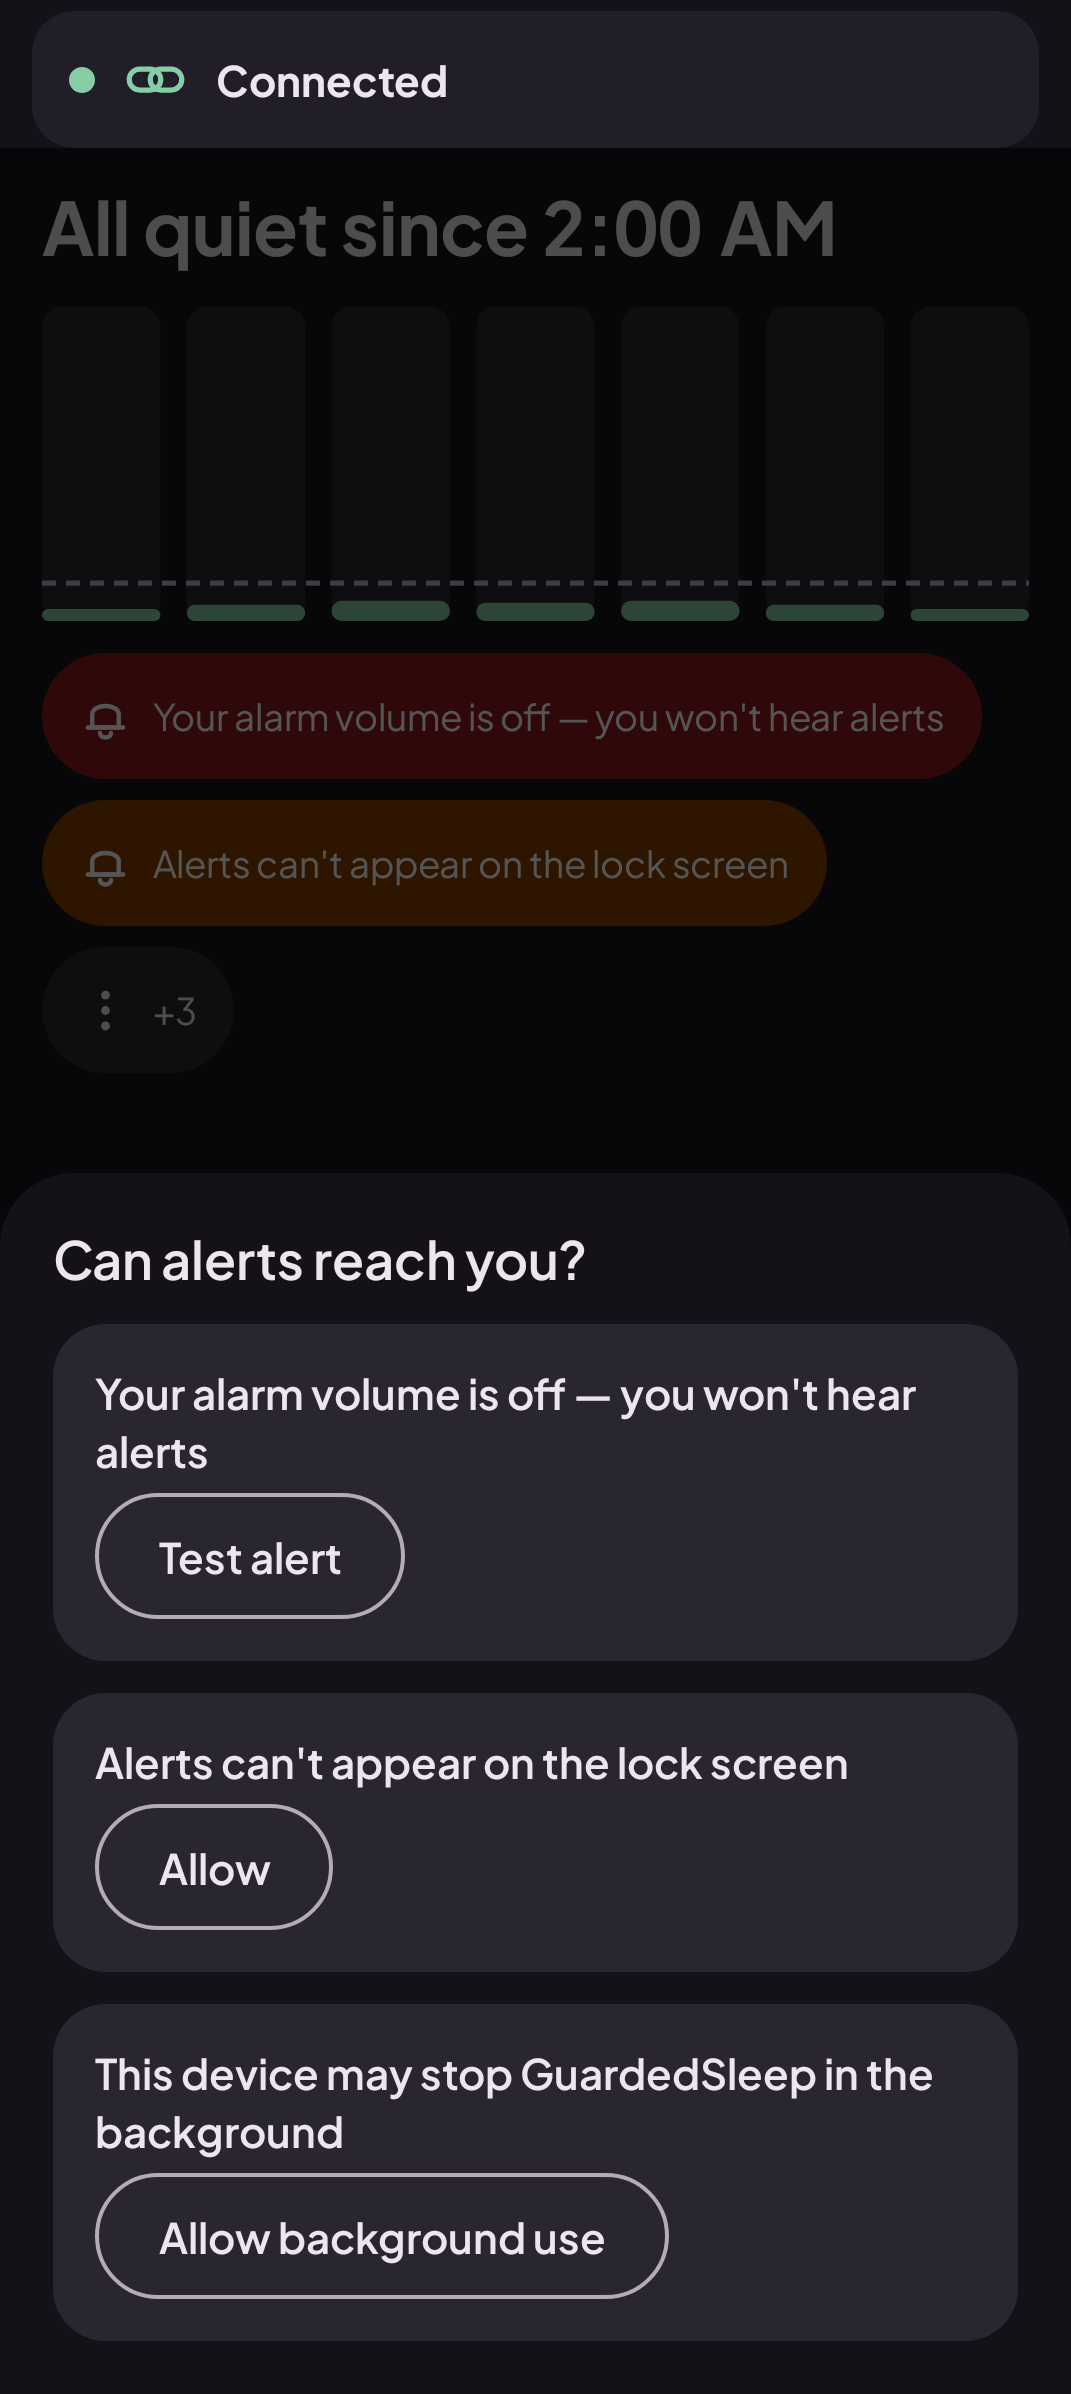 Connected
All quiet since 2:00 AM
Your alarm volume is off — you won't hear alerts
Alerts can't appear on the lock screen
+3
Can alerts reach you?
Your alarm volume is off — you won't hear
alerts
Test alert
Alerts can't appear on the lock screen
Allow
This device may stop GuardedSleep in the
background
Allow background use